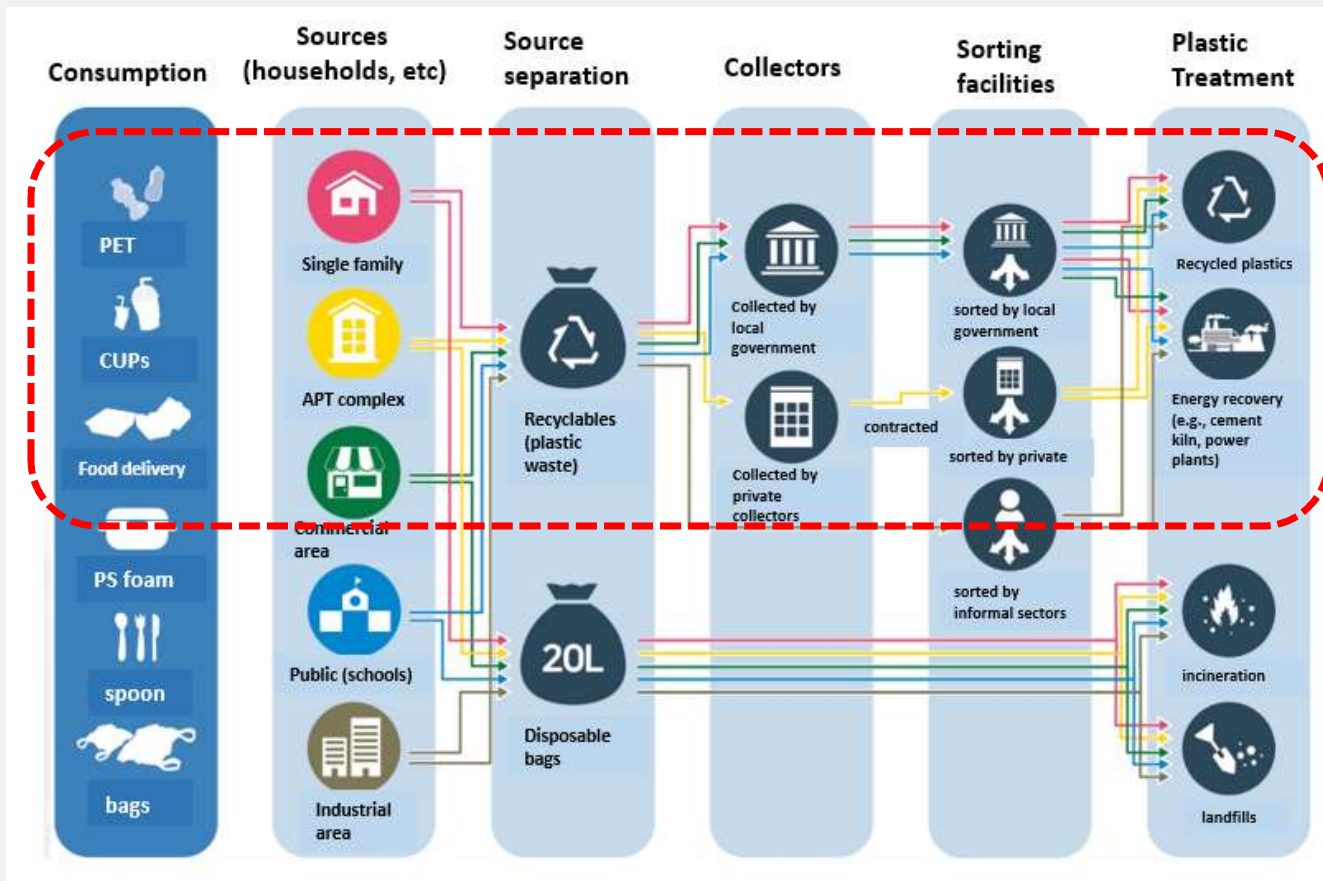 Consumption
Sources
(households, etc)
Source
separation
Collectors
Sorting
facilities
Plastic
Treatment
PET
CUPs
Food delivery
PS foam
spoon
bags
Single family
APT complex
Commercial
area
Public (schools)
Industrial
area
Recyclables
(plastic
waste)
20L
Disposable
bags
Collected by
local
government
Collected by
private
collectors
contracted
sorted by local
government
sorted by private
sorted by
informal sectors
Recycled plastics
Energy recovery
(e.g., cement
kiln, power
plants)
incineration
landfills